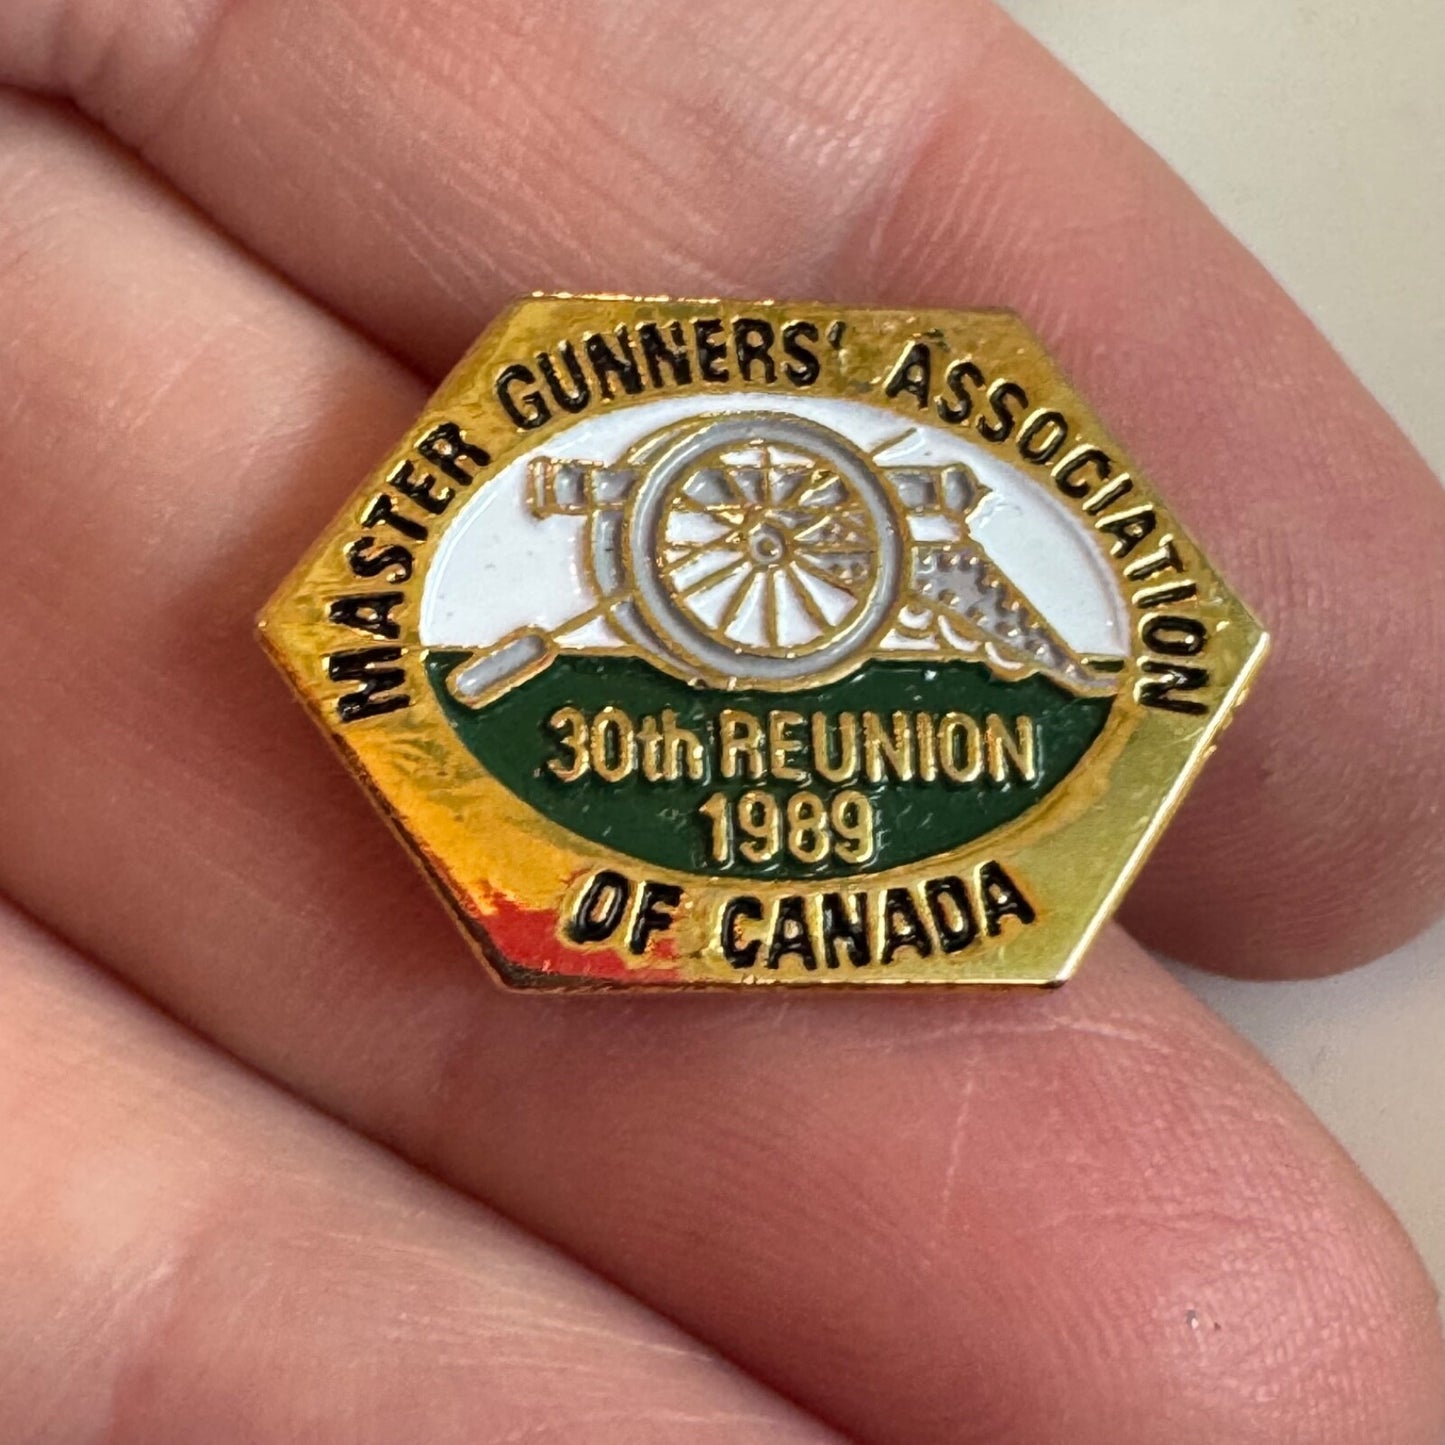 MASTER GUNNERS' ASSOCIATION
30th REUNION
1989
OF CANADA